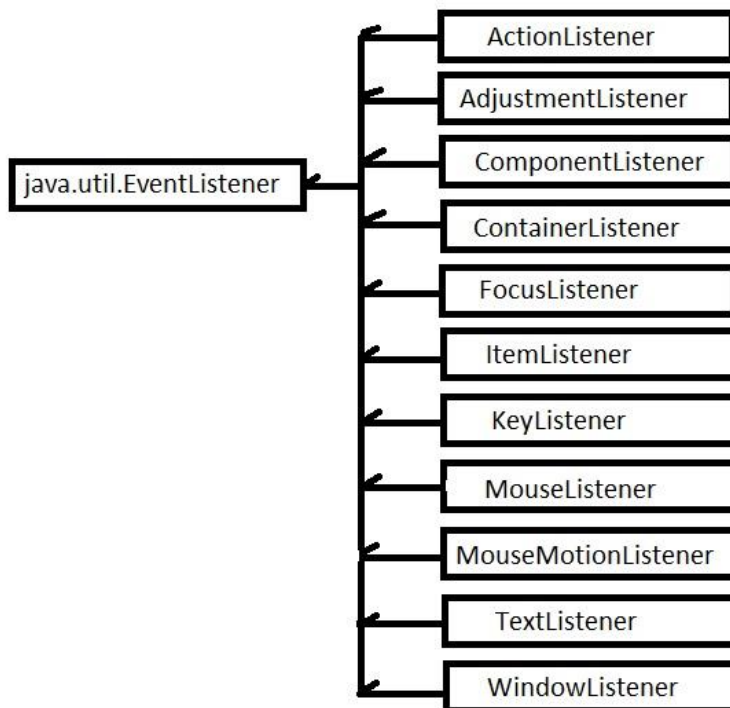 ActionListener
AdjustmentListener
ComponentListener
java.util.EventListener
ContainerListener
FocusListener
ItemListener
KeyListener
MouseListener
MouseMotionListener
TextListener
WindowListener